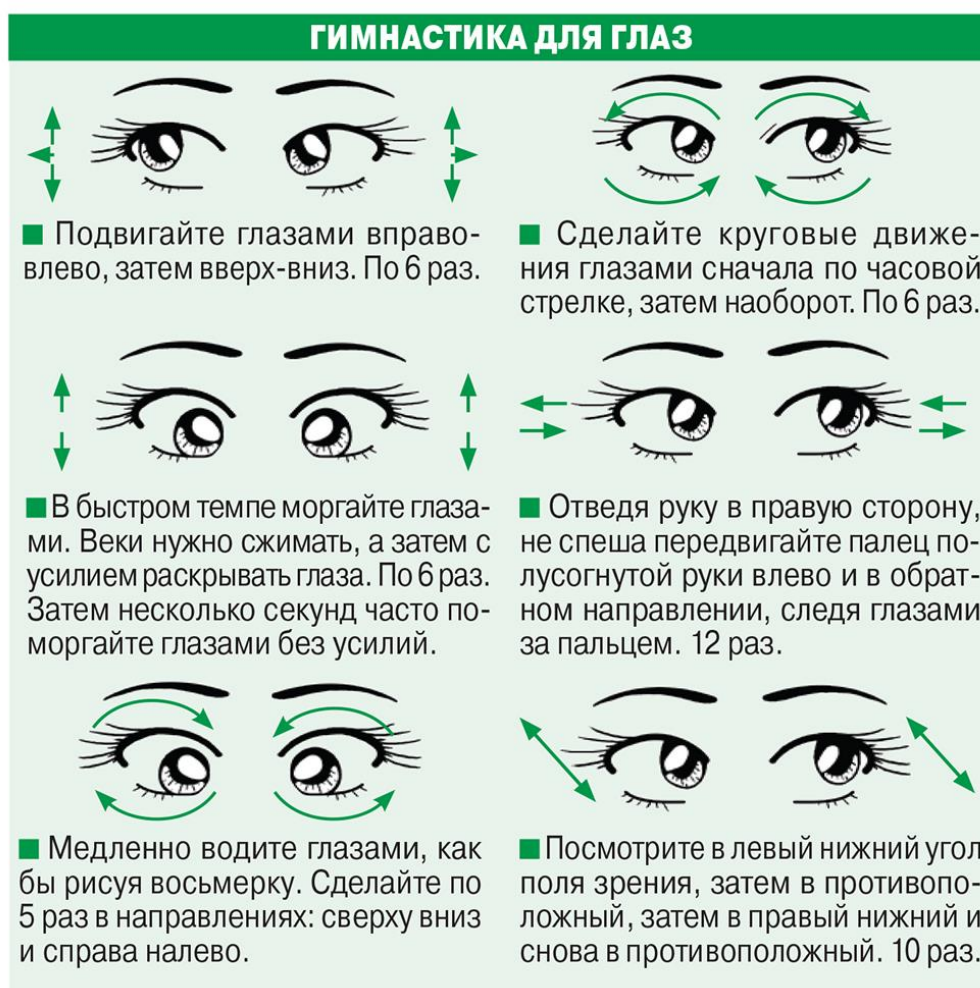 ГИМНАСТИКА ДЛЯ ГЛАЗ
■ Подвигайте глазами вправо-
влево, затем вверх-вниз. По 6 раз.
■ Сделайте круговые движе-
ния глазами сначала по часовой
стрелке, затем наоборот. По 6 раз.
■ В быстром темпе моргайте глаза-
ми. Веки нужно сжимать, а затем с
усилием раскрывать глаза. По 6 раз.
Затем несколько секунд часто по-
моргайте глазами без усилий.
■ Отведя руку в правую сторону,
не спеша передвигайте палец по-
лусогнутой руки влево и в обрат-
ном направлении, следя глазами
за пальцем. 12 раз.
■ Медленно водите глазами, как
бы рисуя восьмерку. Сделайте по
5 раз в направлениях: сверху вниз
и справа налево.
■ Посмотрите в левый нижний угол
поля зрения, затем в противопо-
ложный, затем в правый нижний и
снова в противоположный. 10 раз.